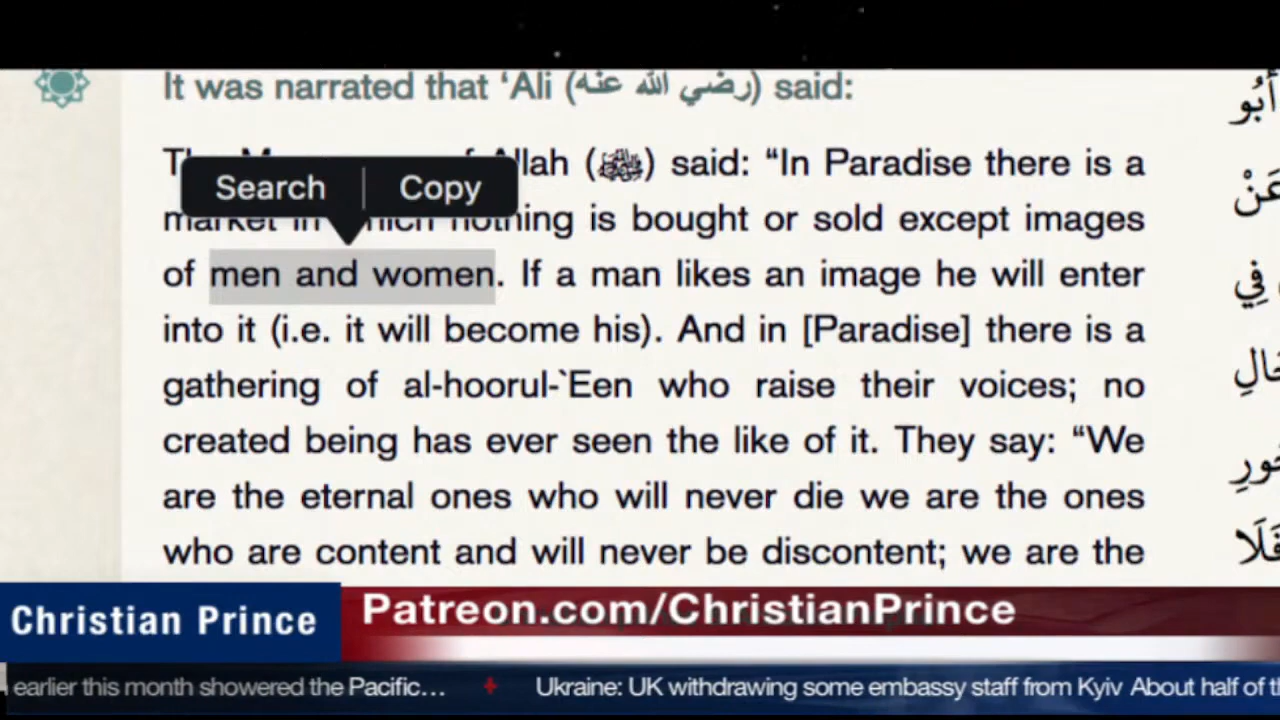 It was narrated that ‘Ali (رضي الله عنه) said:
أَبُو
Allah (ﷺ) said: “In Paradise there is a
Search Copy
عَنْ
nothing is bought or sold except images
of men and women. If a man likes an image he will enter
فِي
into it (i.e. it will become his). And in [Paradise] there is a
gathering of al-hoorul-`Een who raise their voices; no
created being has ever seen the like of it. They say: “We
are the eternal ones who will never die we are the ones
who are content and will never be discontent; we are the
Christian Prince
Patreon.com/ChristianPrince
earlier this month showered the Pacific…
Ukraine: UK withdrawing some embassy staff from Kyiv About half of